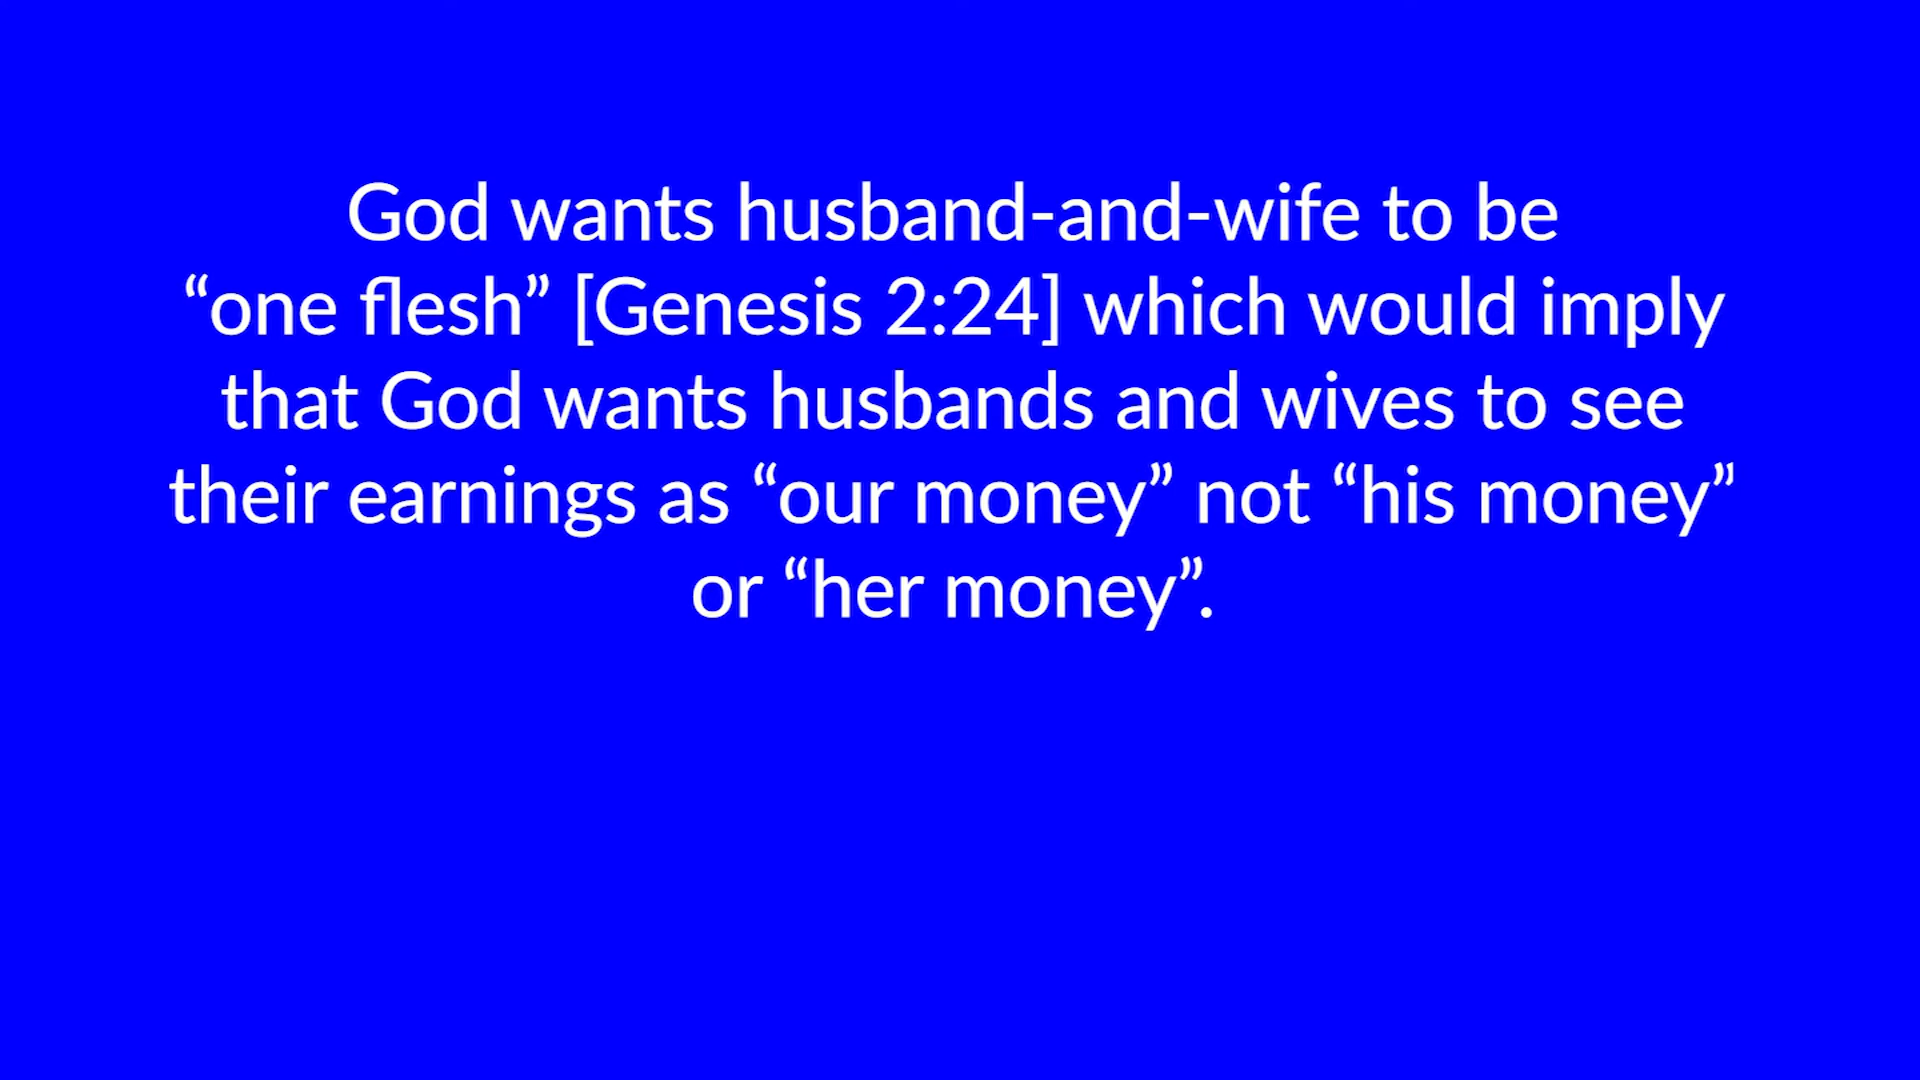 God wants husband-and-wife to be
“one flesh” [Genesis 2:24] which would imply
that God wants husbands and wives to see
their earnings as “our money” not “his money”
or “her money”.